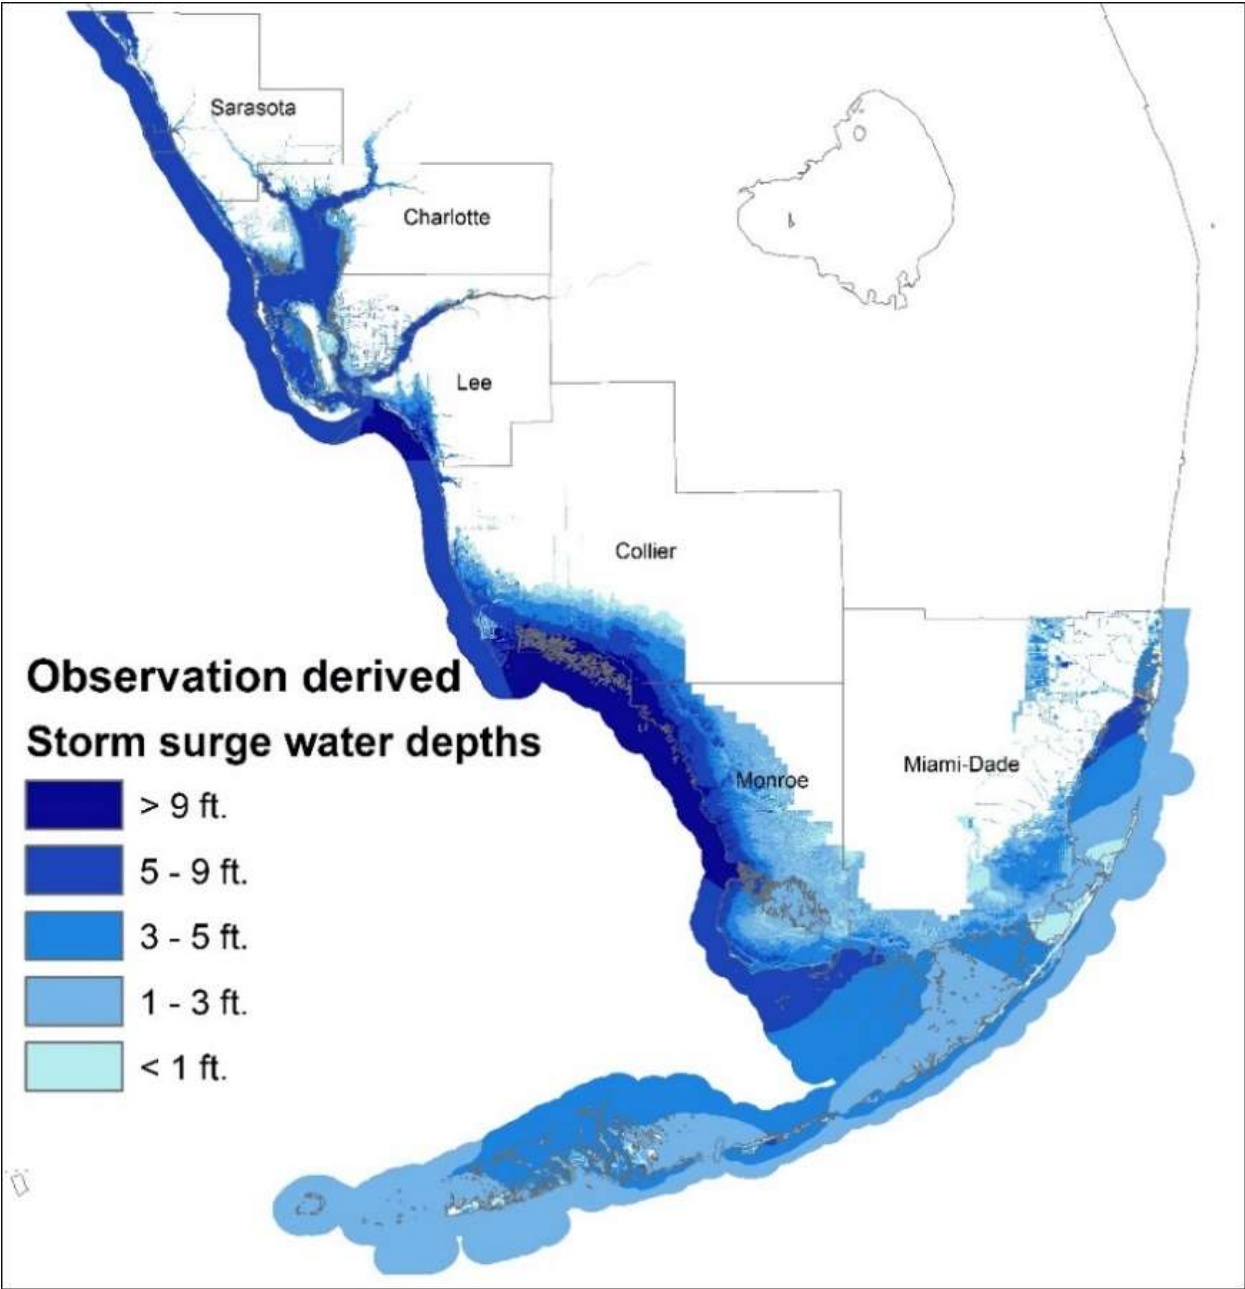 Sarasota
Charlotte
Lee
Collier
Observation derived
Storm surge water depths
Monroe
Miami-Dade
> 9 ft.
5 - 9 ft.
3 - 5 ft.
1 - 3 ft.
< 1 ft.